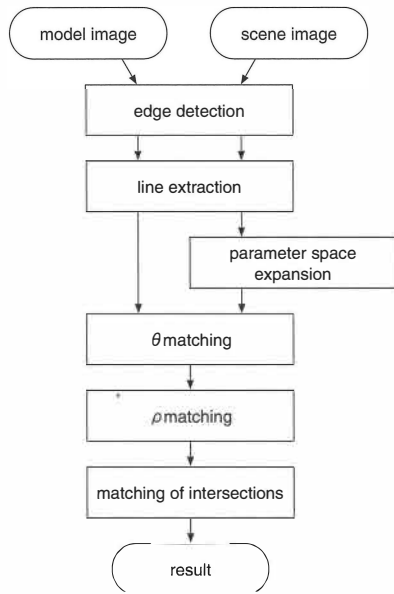 model image
scene image
edge detection
line extraction
parameter space
expansion
θ matching
ρ matching
matching of intersections
result